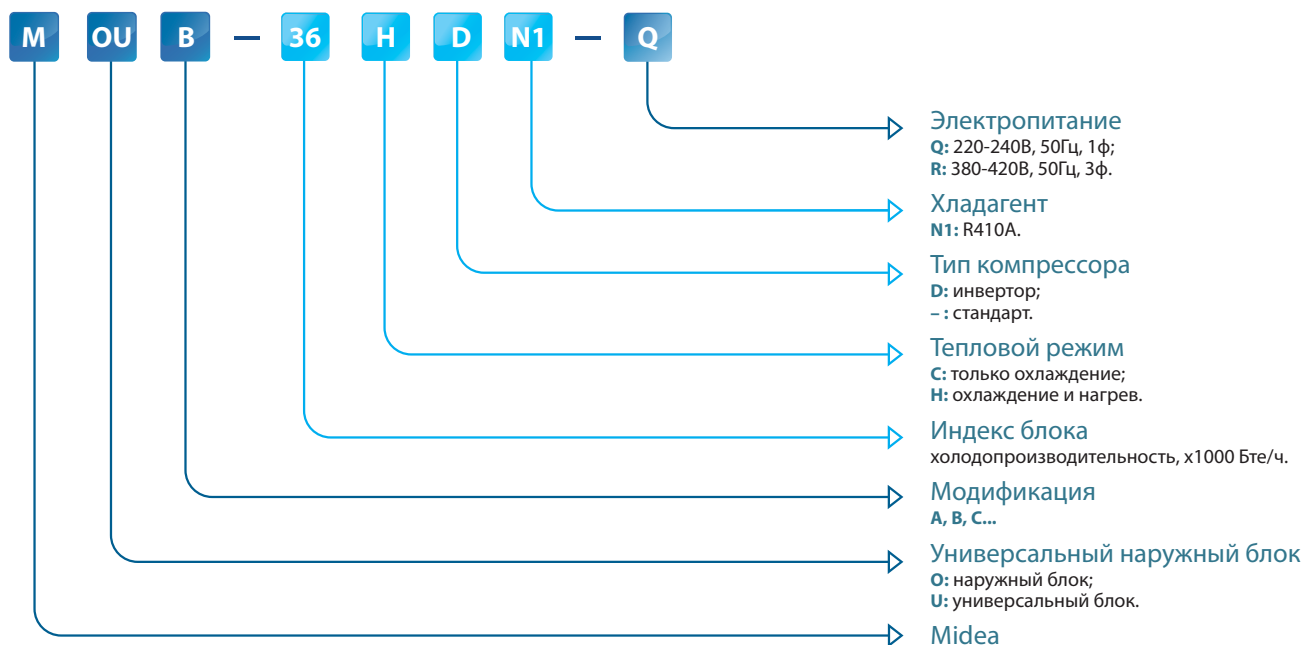 M OU B – 36 H D N1 – Q
Электропитание
Q: 220-240В, 50Гц, 1ф;
R: 380-420В, 50Гц, 3ф.
Хладагент
N1: R410A.
Тип компрессора
D: инвертор;
– : стандарт.
Тепловой режим
C: только охлаждение;
H: охлаждение и нагрев.
Индекс блока
холодопроизводительность, х1000 Бте/ч.
Модификация
A, B, C...
Универсальный наружный блок
O: наружный блок;
U: универсальный блок.
Midea